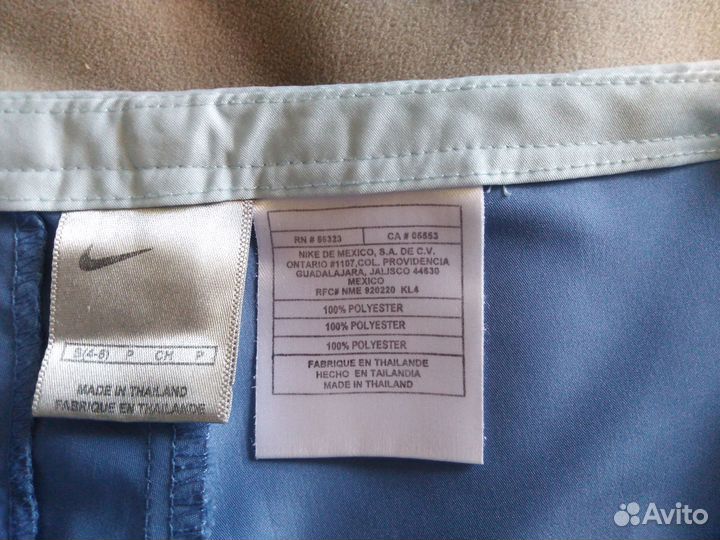 S(4-6) P CH P
MADE IN THAILAND
FABRIQUE EN THAILANDE
RN # 56323 CA # 05553
NIKE DE MEXICO, S.A. DE C.V.
ONTARIO #1107,COL. PROVIDENCIA
GUADALAJARA, JALISCO 44630
MEXICO
RFC# NME 920220 KL4
100% POLYESTER
100% POLYESTER
100% POLYESTER
FABRIQUE EN THAILANDE
HECHO EN TAILANDIA
MADE IN THAILAND
Avito